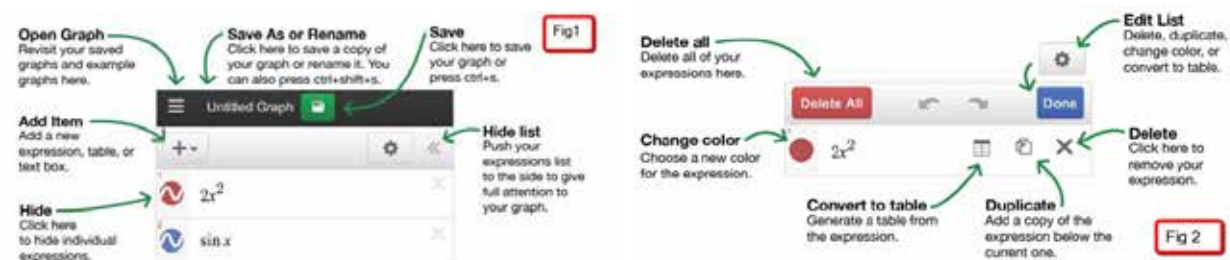 Open Graph
Revisit your saved
graphs and example
graphs here.
Save As or Rename
Click here to save a copy of
your graph or rename it. You
can also press ctrl+shift+s.
Save
Click here to save
your graph or
press ctrl+s.
Fig1
Untitled Graph
Add Item
Add a new
expression, table, or
text box.
Hide list
Push your
expressions list
to the side to give
full attention to
your graph.
1
2x²
Hide
Click here
to hide individual
expressions.
2
sin x
Delete all
Delete all of your
expressions here.
Edit List
Delete, duplicate,
change color, or
convert to table.
Delete All
Done
Change color
Choose a new color
for the expression.
2x²
Delete
Click here to
remove your
expression.
Convert to table
Generate a table from
the expression.
Duplicate
Add a copy of the
expression below the
current one.
Fig 2